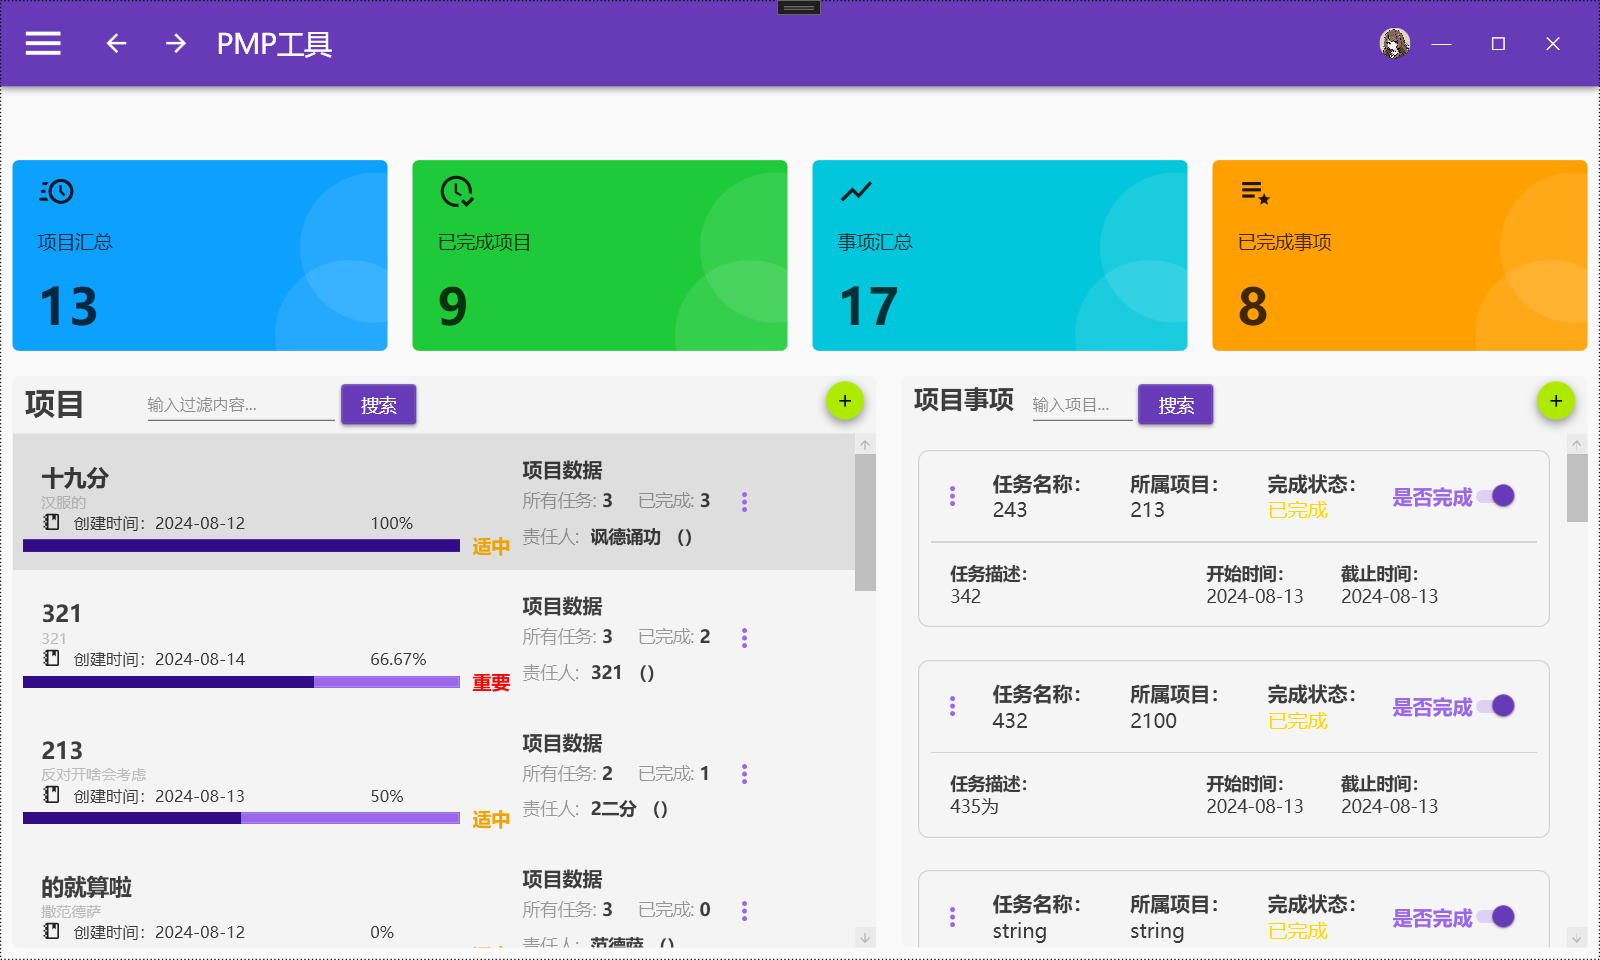 PMP工具
项目汇总
13
已完成项目
9
事项汇总
17
已完成事项
8
项目
输入过滤内容...
搜索
+
十九分
汉服的
创建时间：2024-08-12
100%
适中
项目数据
所有任务: 3 已完成: 3
责任人: 讽德诵功 ()
321
321
创建时间：2024-08-14
66.67%
重要
项目数据
所有任务: 3 已完成: 2
责任人: 321 ()
213
反对开啥会考虑
创建时间：2024-08-13
50%
适中
项目数据
所有任务: 2 已完成: 1
责任人: 2二分 ()
的就算啦
撒范德萨
创建时间：2024-08-12
0%
项目数据
所有任务: 3 已完成: 0
责任人: 范德萨 ()
项目事项
输入项目...
搜索
+
任务名称： 所属项目： 完成状态：
243 213 已完成
是否完成
任务描述： 开始时间： 截止时间：
342 2024-08-13 2024-08-13
任务名称： 所属项目： 完成状态：
432 2100 已完成
是否完成
任务描述： 开始时间： 截止时间：
435为 2024-08-13 2024-08-13
任务名称： 所属项目： 完成状态：
string string 已完成
是否完成